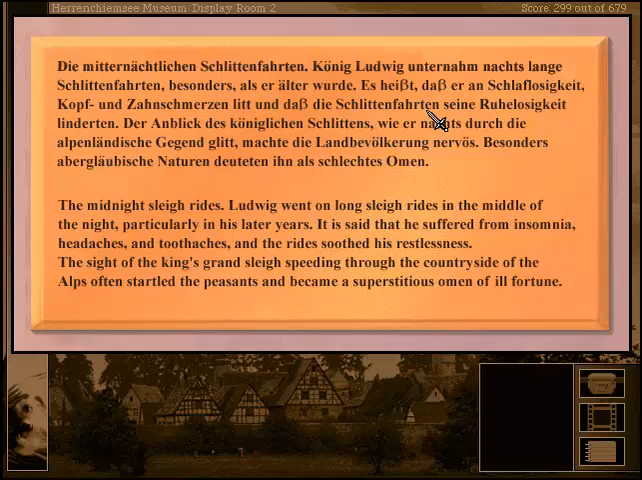 Herrenchiemsee Museum: Display Room 2
Score: 299 out of 679
Die mitternächtlichen Schlittenfahrten. König Ludwig unternahm nachts lange
Schlittenfahrten, besonders, als er älter wurde. Es heißt, daß er an Schlaflosigkeit,
Kopf- und Zahnschmerzen litt und daß die Schlittenfahrten seine Ruhelosigkeit
linderten. Der Anblick des königlichen Schlittens, wie er nachts durch die
alpenländische Gegend glitt, machte die Landbevölkerung nervös. Besonders
abergläubische Naturen deuteten ihn als schlechtes Omen.
The midnight sleigh rides. Ludwig went on long sleigh rides in the middle of
the night, particularly in his later years. It is said that he suffered from insomnia,
headaches, and toothaches, and the rides soothed his restlessness.
The sight of the king's grand sleigh speeding through the countryside of the
Alps often startled the peasants and became a superstitious omen of ill fortune.